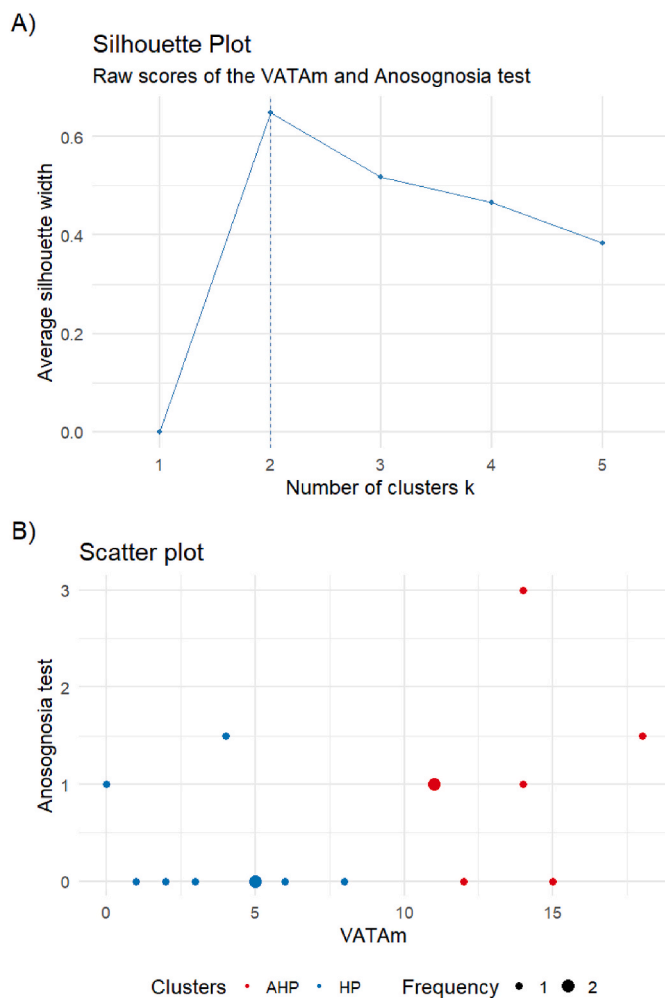 A)
Silhouette Plot
Raw scores of the VATAm and Anosognosia test
Average silhouette width
0.6
0.4
0.2
0.0
1 2 3 4 5
Number of clusters k
B)
Scatter plot
Anosognosia test
3
2
1
0
0 5 10 15
VATAm
Clusters AHP HP Frequency 1 2